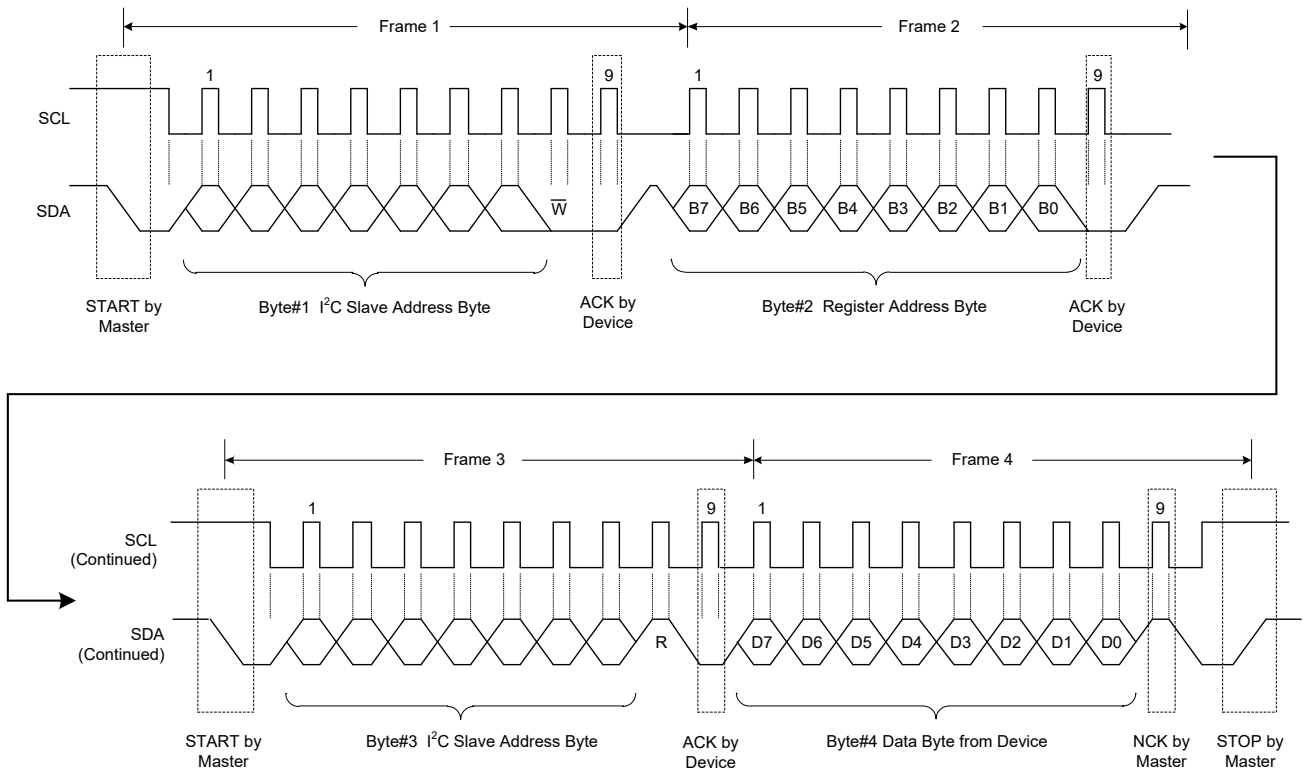 Frame 1 Frame 2
1 9 1 9
SCL
SDA W̅ B7 B6 B5 B4 B3 B2 B1 B0
START by
Master
Byte#1 I²C Slave Address Byte
ACK by
Device
Byte#2 Register Address Byte
ACK by
Device
Frame 3 Frame 4
1 9 1 9
SCL
(Continued)
SDA
(Continued)
R D7 D6 D5 D4 D3 D2 D1 D0
START by
Master
Byte#3 I²C Slave Address Byte
ACK by
Device
Byte#4 Data Byte from Device
NCK by
Master
STOP by
Master